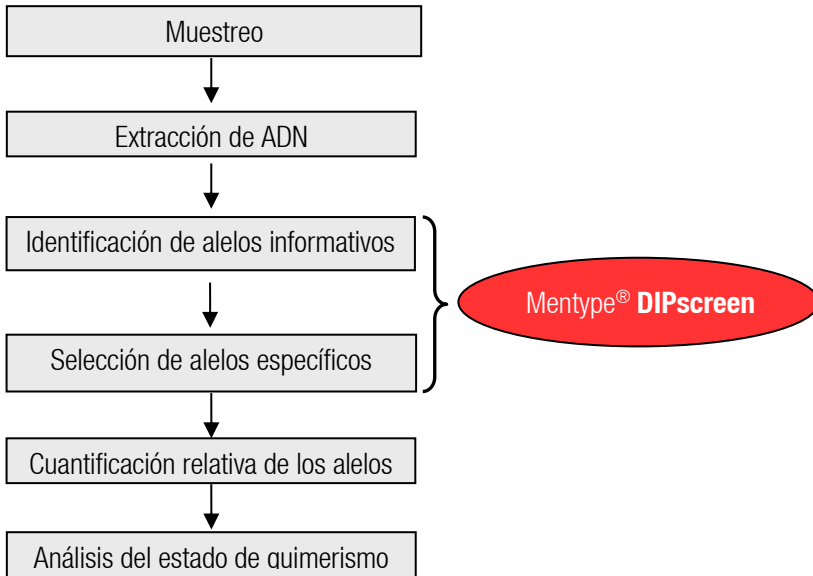 Muestreo
Extracción de ADN
Identificación de alelos informativos
Mentype® DIPscreen
Selección de alelos específicos
Cuantificación relativa de los alelos
Análisis del estado de quimerismo